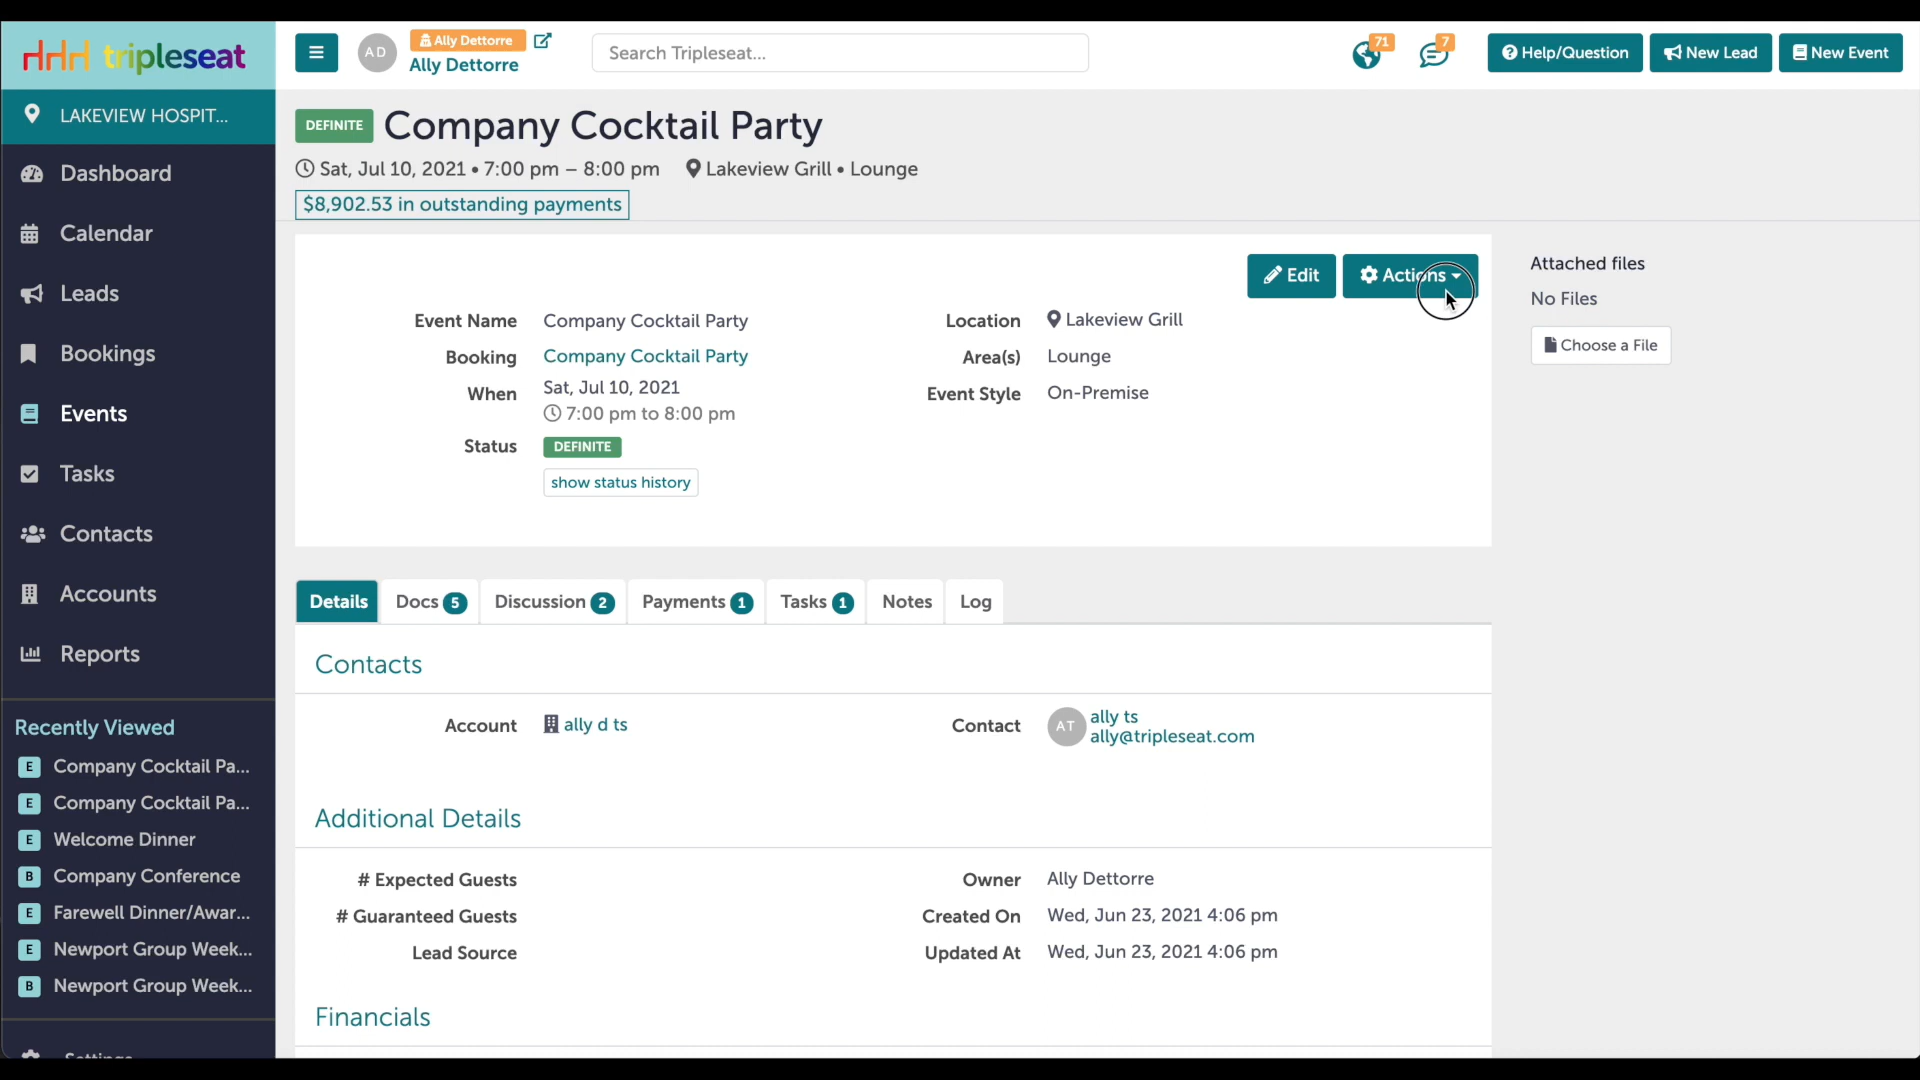 tripleseat
LAKEVIEW HOSPIT...
Dashboard
Calendar
Leads
Bookings
Events
Tasks
Contacts
Accounts
Reports
Recently Viewed
E Company Cocktail Pa...
E Company Cocktail Pa...
E Welcome Dinner
B Company Conference
E Farewell Dinner/Awar...
E Newport Group Week...
B Newport Group Week...
Settings
AD
Ally Dettorre
Ally Dettorre
Search Tripleseat...
71
7
Help/Question
New Lead
New Event
DEFINITE Company Cocktail Party
Sat, Jul 10, 2021 • 7:00 pm – 8:00 pm Lakeview Grill • Lounge
$8,902.53 in outstanding payments
Edit
Actions
Event Name Company Cocktail Party
Booking Company Cocktail Party
When Sat, Jul 10, 2021
7:00 pm to 8:00 pm
Status DEFINITE
show status history
Location Lakeview Grill
Area(s) Lounge
Event Style On-Premise
Attached files
No Files
Choose a File
Details Docs 5 Discussion 2 Payments 1 Tasks 1 Notes Log
Contacts
Account ally d ts
Contact AT ally ts
ally@tripleseat.com
Additional Details
# Expected Guests
# Guaranteed Guests
Lead Source
Owner Ally Dettorre
Created On Wed, Jun 23, 2021 4:06 pm
Updated At Wed, Jun 23, 2021 4:06 pm
Financials